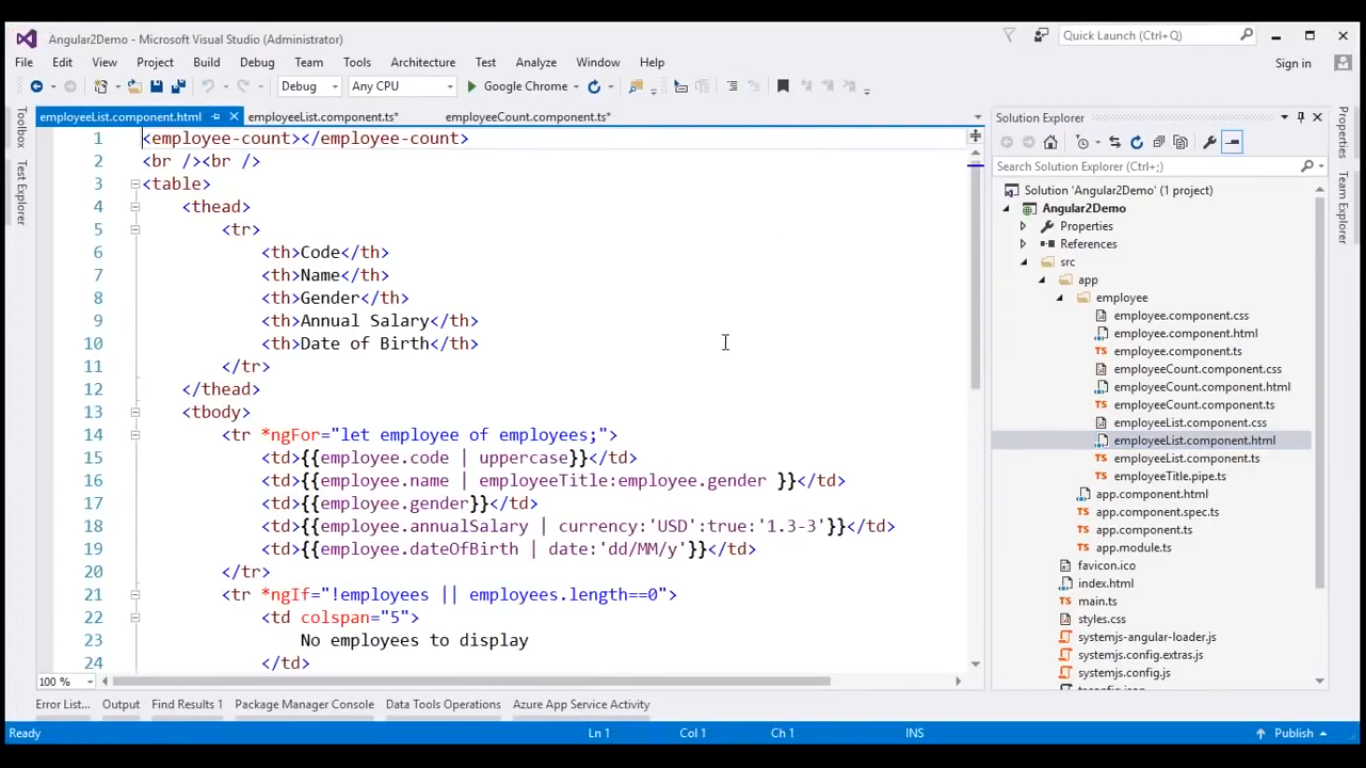 Angular2Demo - Microsoft Visual Studio (Administrator)
Quick Launch (Ctrl+Q)
File Edit View Project Build Debug Team Tools Architecture Test Analyze Window Help
Sign in
Debug Any CPU Google Chrome
Toolbox
Test Explorer
employeeList.component.html employeeList.component.ts* employeeCount.component.ts*
1 <employee-count></employee-count>
2 <br /><br />
3 <table>
4 <thead>
5 <tr>
6 <th>Code</th>
7 <th>Name</th>
8 <th>Gender</th>
9 <th>Annual Salary</th>
10 <th>Date of Birth</th>
11 </tr>
12 </thead>
13 <tbody>
14 <tr *ngFor="let employee of employees;">
15 <td>{{employee.code | uppercase}}</td>
16 <td>{{employee.name | employeeTitle:employee.gender }}</td>
17 <td>{{employee.gender}}</td>
18 <td>{{employee.annualSalary | currency:'USD':true:'1.3-3'}}</td>
19 <td>{{employee.dateOfBirth | date:'dd/MM/y'}}</td>
20 </tr>
21 <tr *ngIf="!employees || employees.length==0">
22 <td colspan="5">
23 No employees to display
24 </td>
100 %
Solution Explorer
Search Solution Explorer (Ctrl+;)
Solution 'Angular2Demo' (1 project)
Angular2Demo
Properties
References
src
app
employee
employee.component.css
employee.component.html
TS employee.component.ts
employeeCount.component.css
employeeCount.component.html
TS employeeCount.component.ts
employeeList.component.css
employeeList.component.html
TS employeeList.component.ts
TS employeeTitle.pipe.ts
app.component.html
TS app.component.spec.ts
TS app.component.ts
TS app.module.ts
favicon.ico
index.html
TS main.ts
styles.css
systemjs-angular-loader.js
systemjs.config.extras.js
systemjs.config.js
tsconfig.json
Properties
Team Explorer
Error List... Output Find Results 1 Package Manager Console Data Tools Operations Azure App Service Activity
Ready Ln 1 Col 1 Ch 1 INS Publish